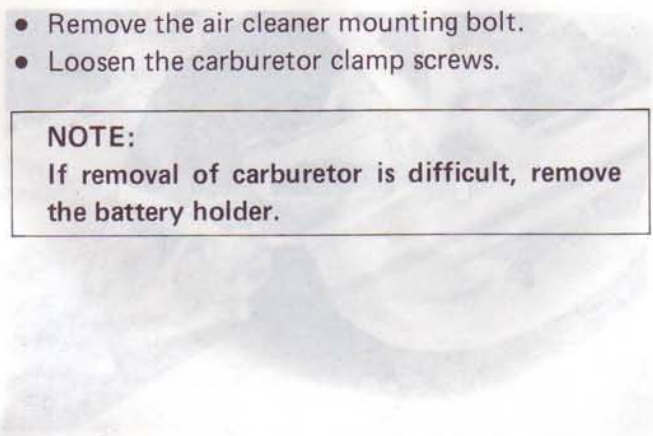 ● Remove the air cleaner mounting bolt.
● Loosen the carburetor clamp screws.
NOTE:
If removal of carburetor is difficult, remove
the battery holder.